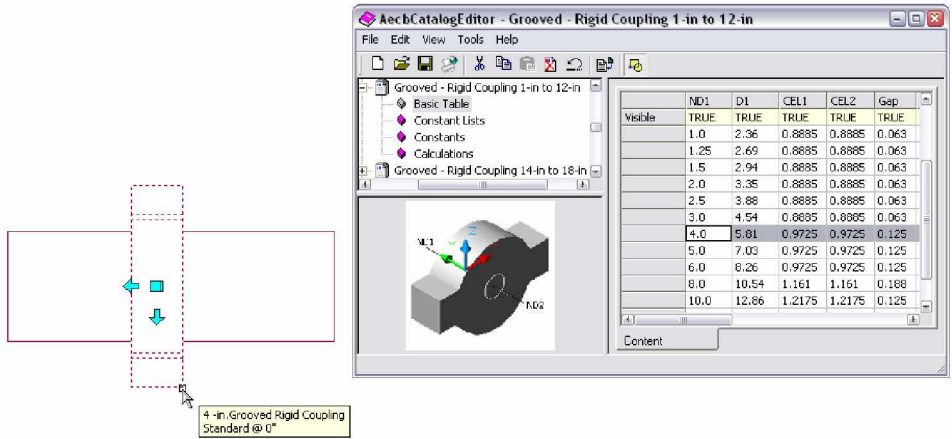 AecbCatalogEditor - Grooved - Rigid Coupling 1-in to 12-in
File Edit View Tools Help
Grooved - Rigid Coupling 1-in to 12-in
Basic Table
Constant Lists
Constants
Calculations
Grooved - Rigid Coupling 14-in to 18-in
ND1 D1 CEL1 CEL2 Gap
Visible TRUE TRUE TRUE TRUE TRUE
1.0 2.36 0.8885 0.8885 0.063
1.25 2.69 0.8885 0.8885 0.063
1.5 2.94 0.8885 0.8885 0.063
2.0 3.35 0.8885 0.8885 0.063
2.5 3.88 0.8885 0.8885 0.063
3.0 4.54 0.8885 0.8885 0.063
4.0 5.81 0.9725 0.9725 0.125
5.0 7.03 0.9725 0.9725 0.125
6.0 8.26 0.9725 0.9725 0.125
8.0 10.54 1.161 1.161 0.188
10.0 12.86 1.2175 1.2175 0.125
Content
Z
ND2
4 -in.Grooved Rigid Coupling
Standard @ 0"